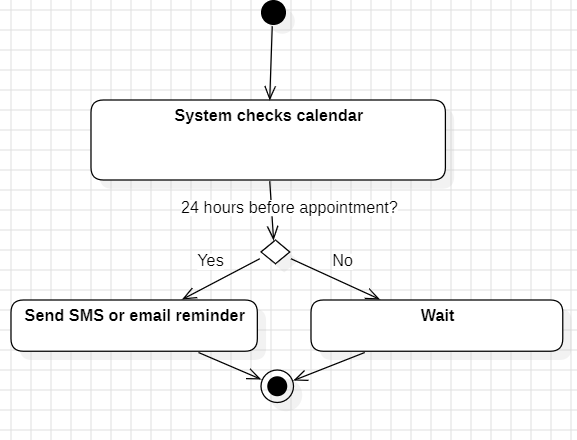 System checks calendar
24 hours before appointment?
Yes
No
Send SMS or email reminder
Wait